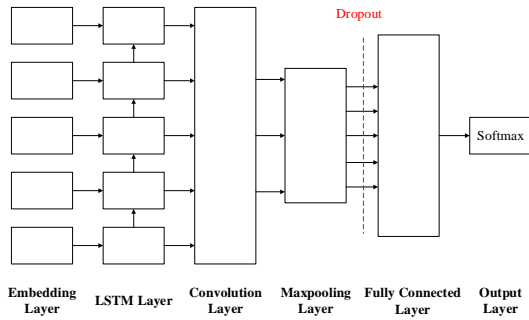 Dropout
Softmax
Embedding
Layer
LSTM Layer
Convolution
Layer
Maxpooling
Layer
Fully Connected
Layer
Output
Layer